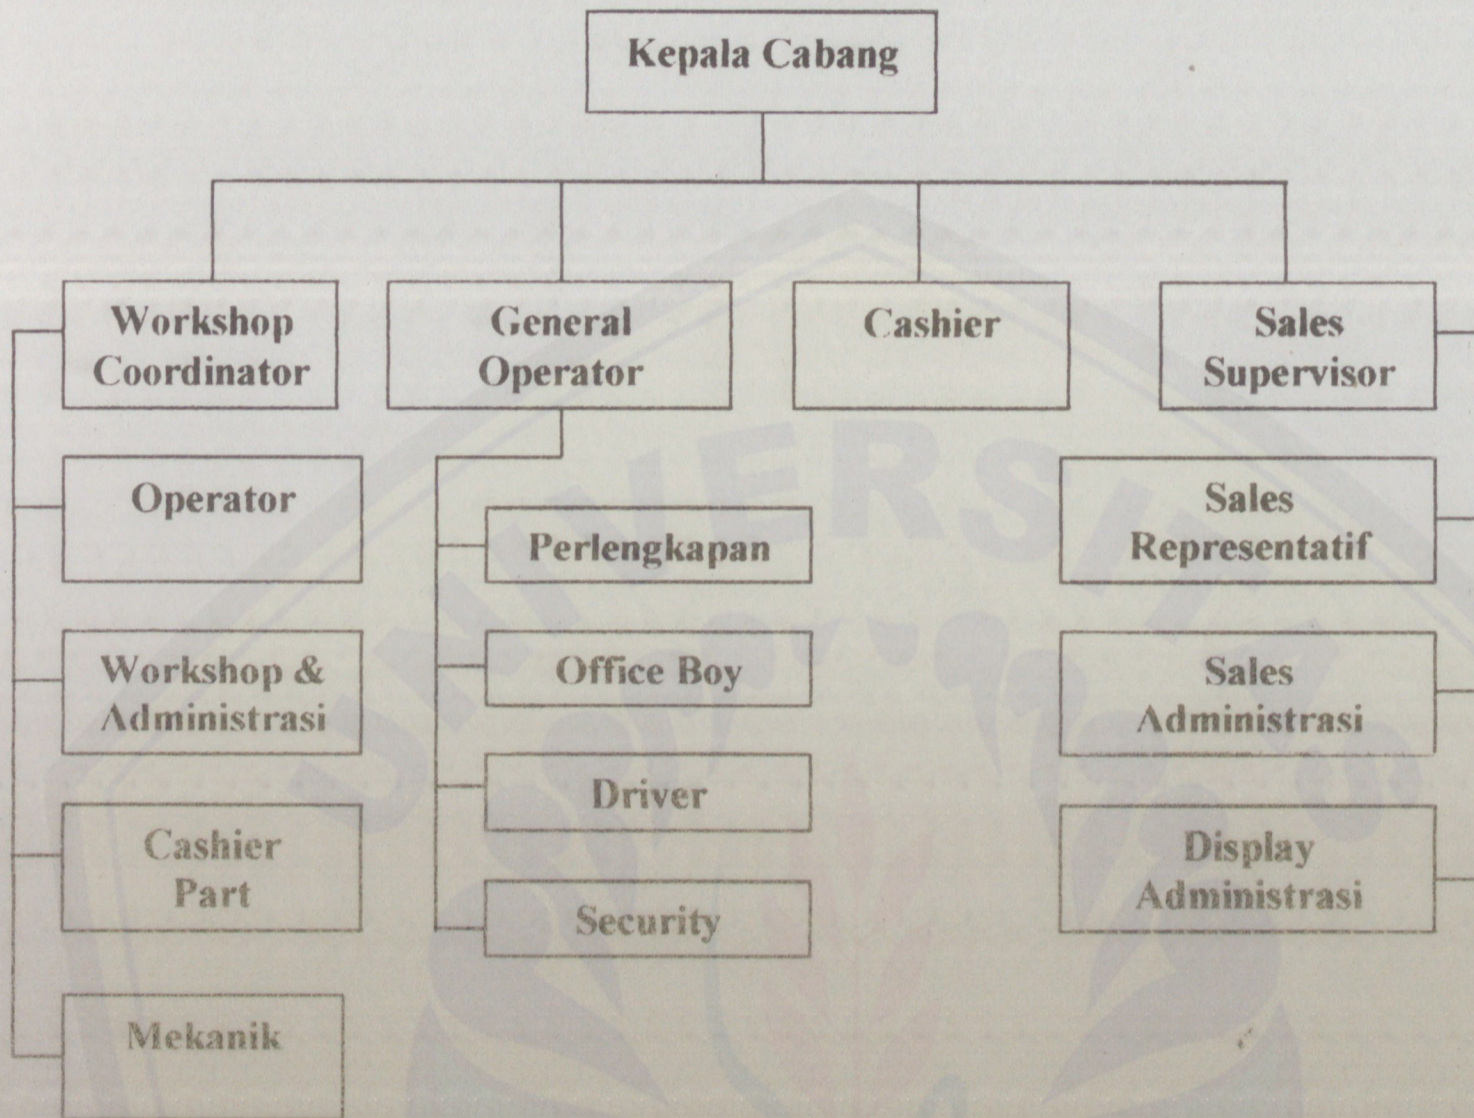 Kepala Cabang
Workshop
Coordinator
General
Operator
Cashier
Sales
Supervisor
Operator
Workshop &
Administrasi
Cashier
Part
Mekanik
Perlengkapan
Office Boy
Driver
Security
Sales
Representatif
Sales
Administrasi
Display
Administrasi
UNIVERSITAS